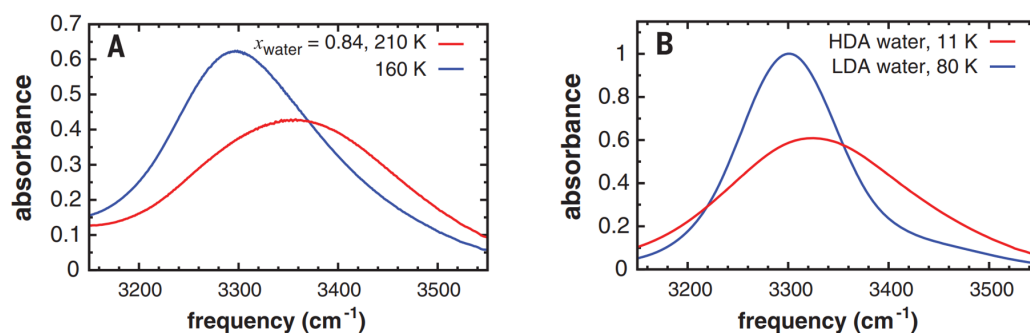 A
x_water = 0.84, 210 K
160 K
absorbance
0.7
0.6
0.5
0.4
0.3
0.2
0.1
0
3200 3300 3400 3500
frequency (cm⁻¹)
B
HDA water, 11 K
LDA water, 80 K
absorbance
1
0.8
0.6
0.4
0.2
0
3200 3300 3400 3500
frequency (cm⁻¹)